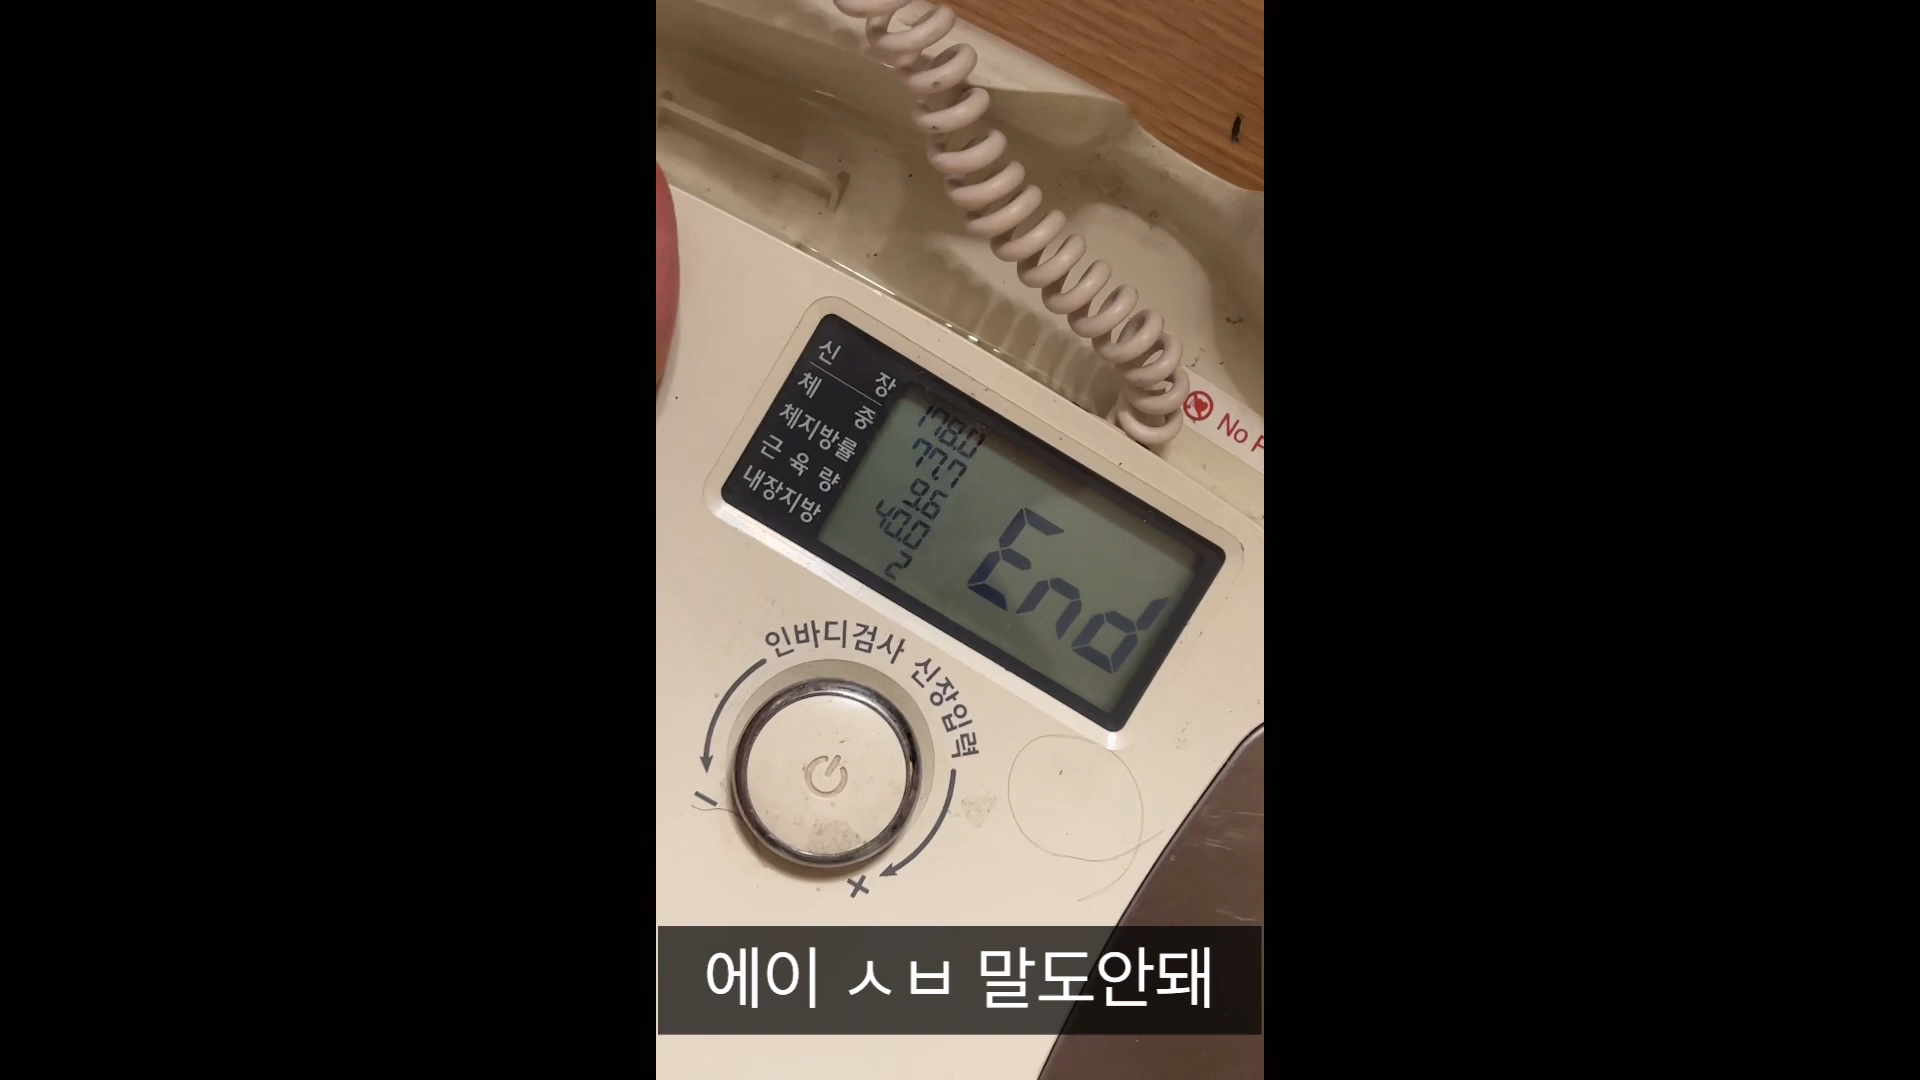 신 장
체 중
체지방률
근 육 량
내장지방
178.0
77.7
9.6
40.0
2
End
No
인바디검사 신장입력
−
+
에이 ㅅㅂ 말도안돼